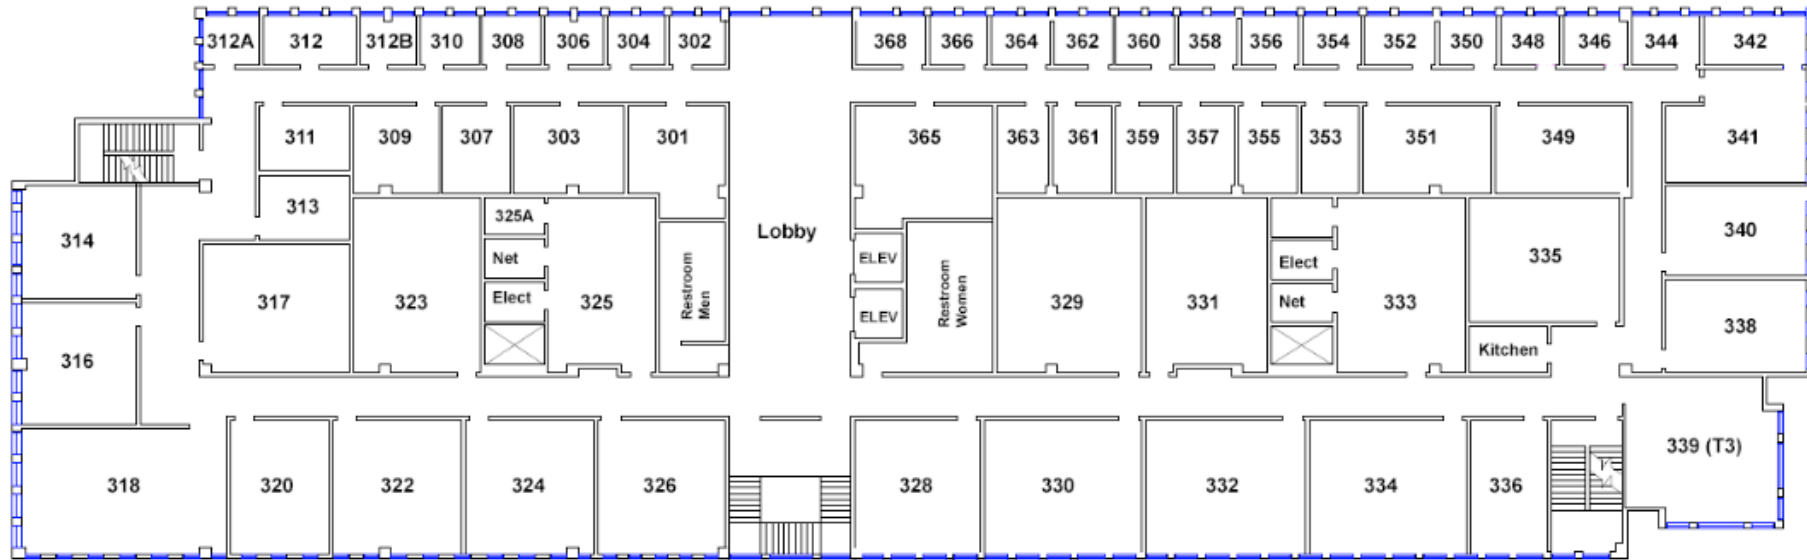 312A 312 312B 310 308 306 304 302 368 366 364 362 360 358 356 354 352 350 348 346 344 342
311 309 307 303 301 365 363 361 359 357 355 353 351 349 341
313
325A
314 Lobby 340
Net ELEV 335
Elect
Elect
317 323 325 Restroom Men Restroom Women 329 331 Net 333
ELEV 338
316 Kitchen
339 (T3)
318 320 322 324 326 328 330 332 334 336